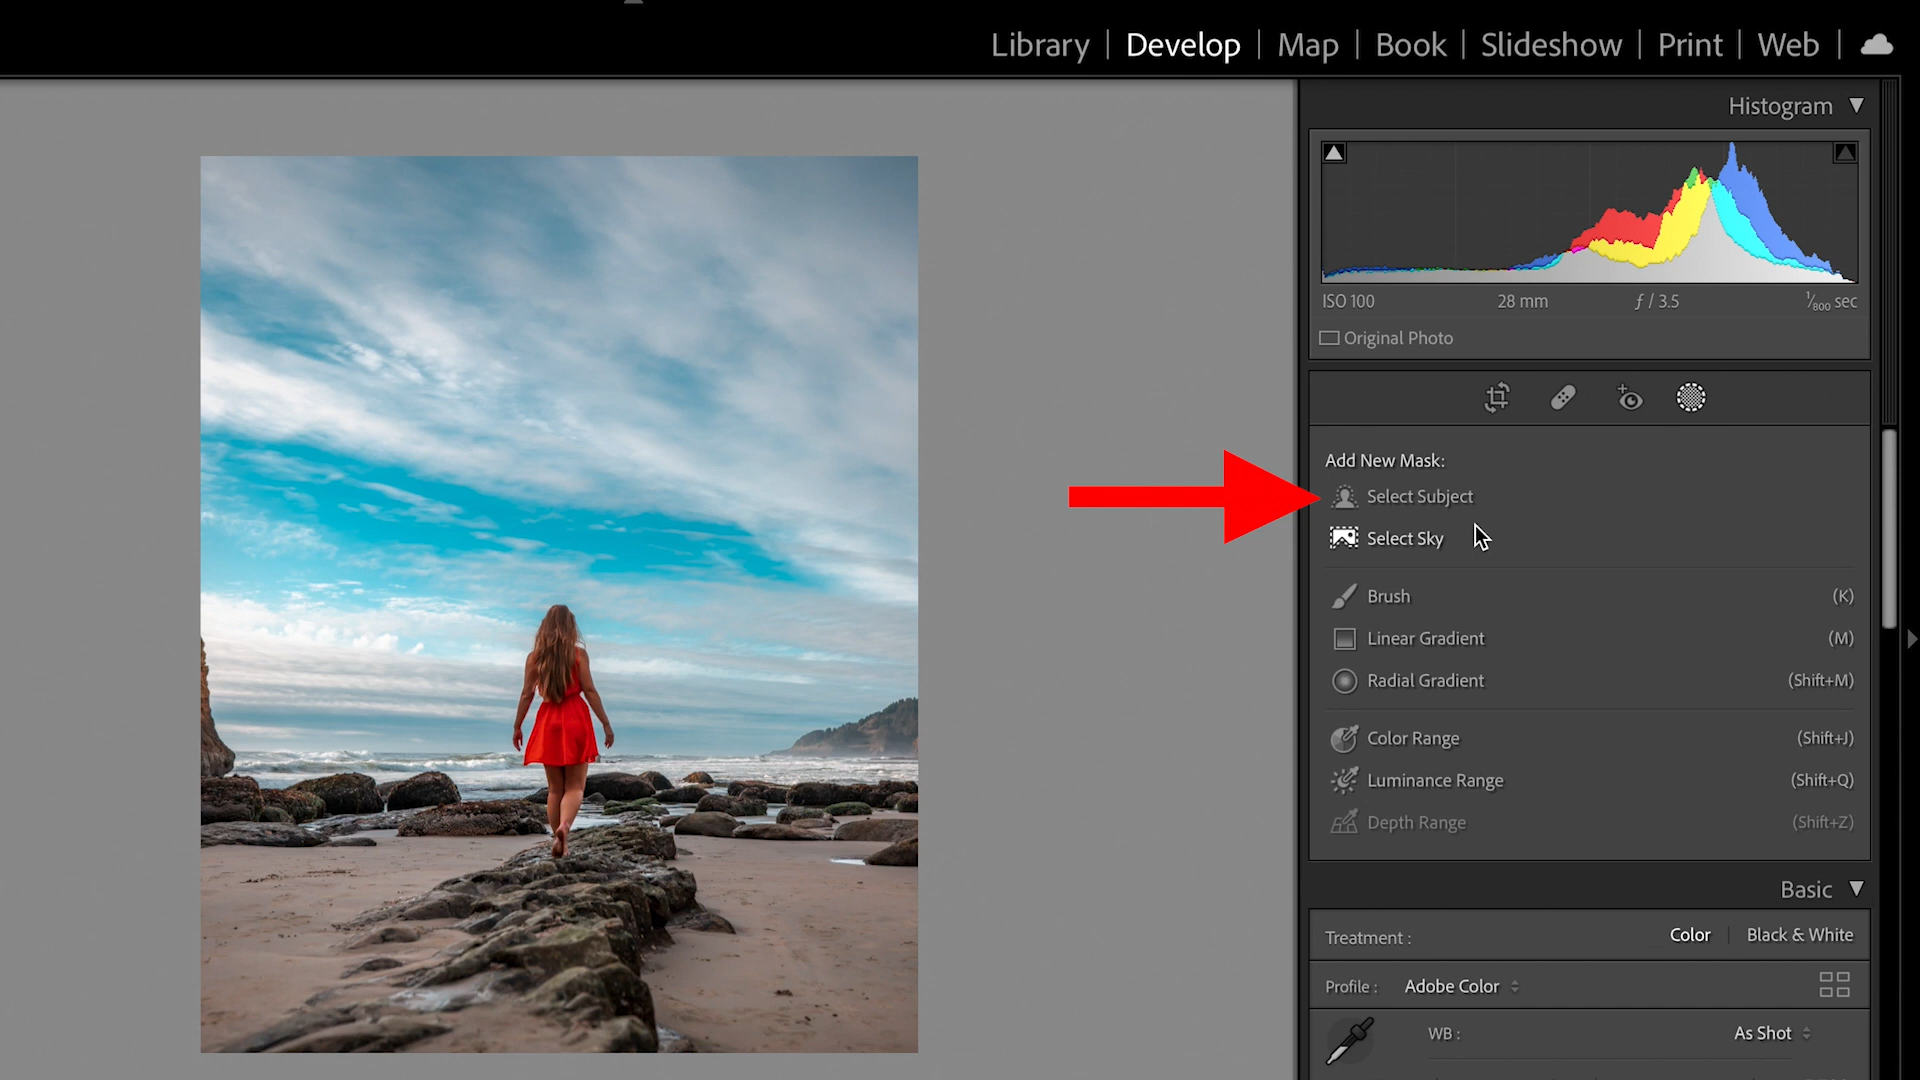 Library | Develop | Map | Book | Slideshow | Print | Web |
Histogram
ISO 100 28 mm ƒ / 3.5 1/800 sec
Original Photo
Add New Mask:
Select Subject
Select Sky
Brush (K)
Linear Gradient (M)
Radial Gradient (Shift+M)
Color Range (Shift+J)
Luminance Range (Shift+Q)
Depth Range (Shift+Z)
Basic
Treatment : Color | Black & White
Profile : Adobe Color
WB : As Shot